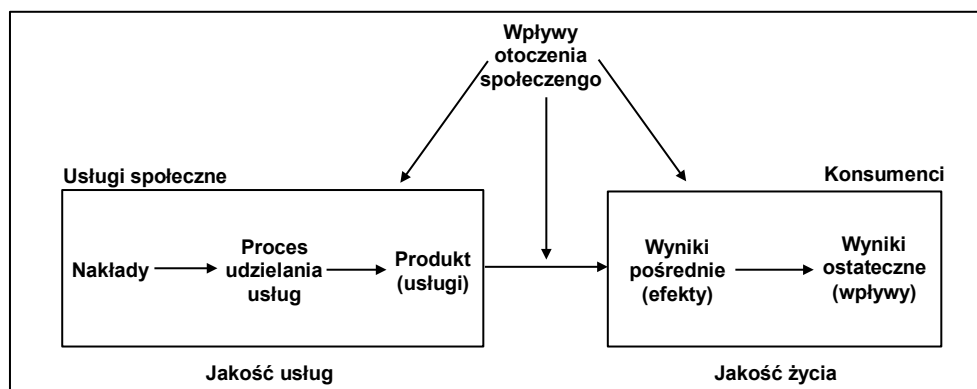 Wpływy
otoczenia
społeczengo
Usługi społeczne
Konsumenci
Nakłady
Proces
udzielania
usług
Produkt
(usługi)
Wyniki
pośrednie
(efekty)
Wyniki
ostateczne
(wpływy)
Jakość usług
Jakość życia